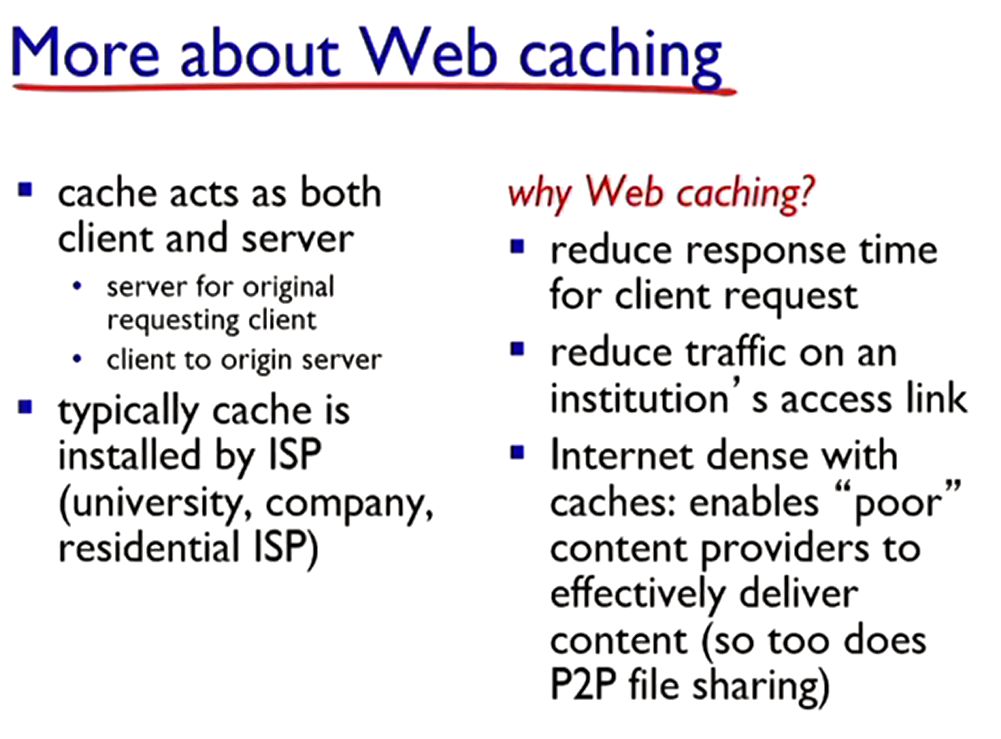 More about Web caching
▪ cache acts as both
client and server
• server for original
requesting client
• client to origin server
▪ typically cache is
installed by ISP
(university, company,
residential ISP)
why Web caching?
▪ reduce response time
for client request
▪ reduce traffic on an
institution’s access link
▪ Internet dense with
caches: enables “poor”
content providers to
effectively deliver
content (so too does
P2P file sharing)